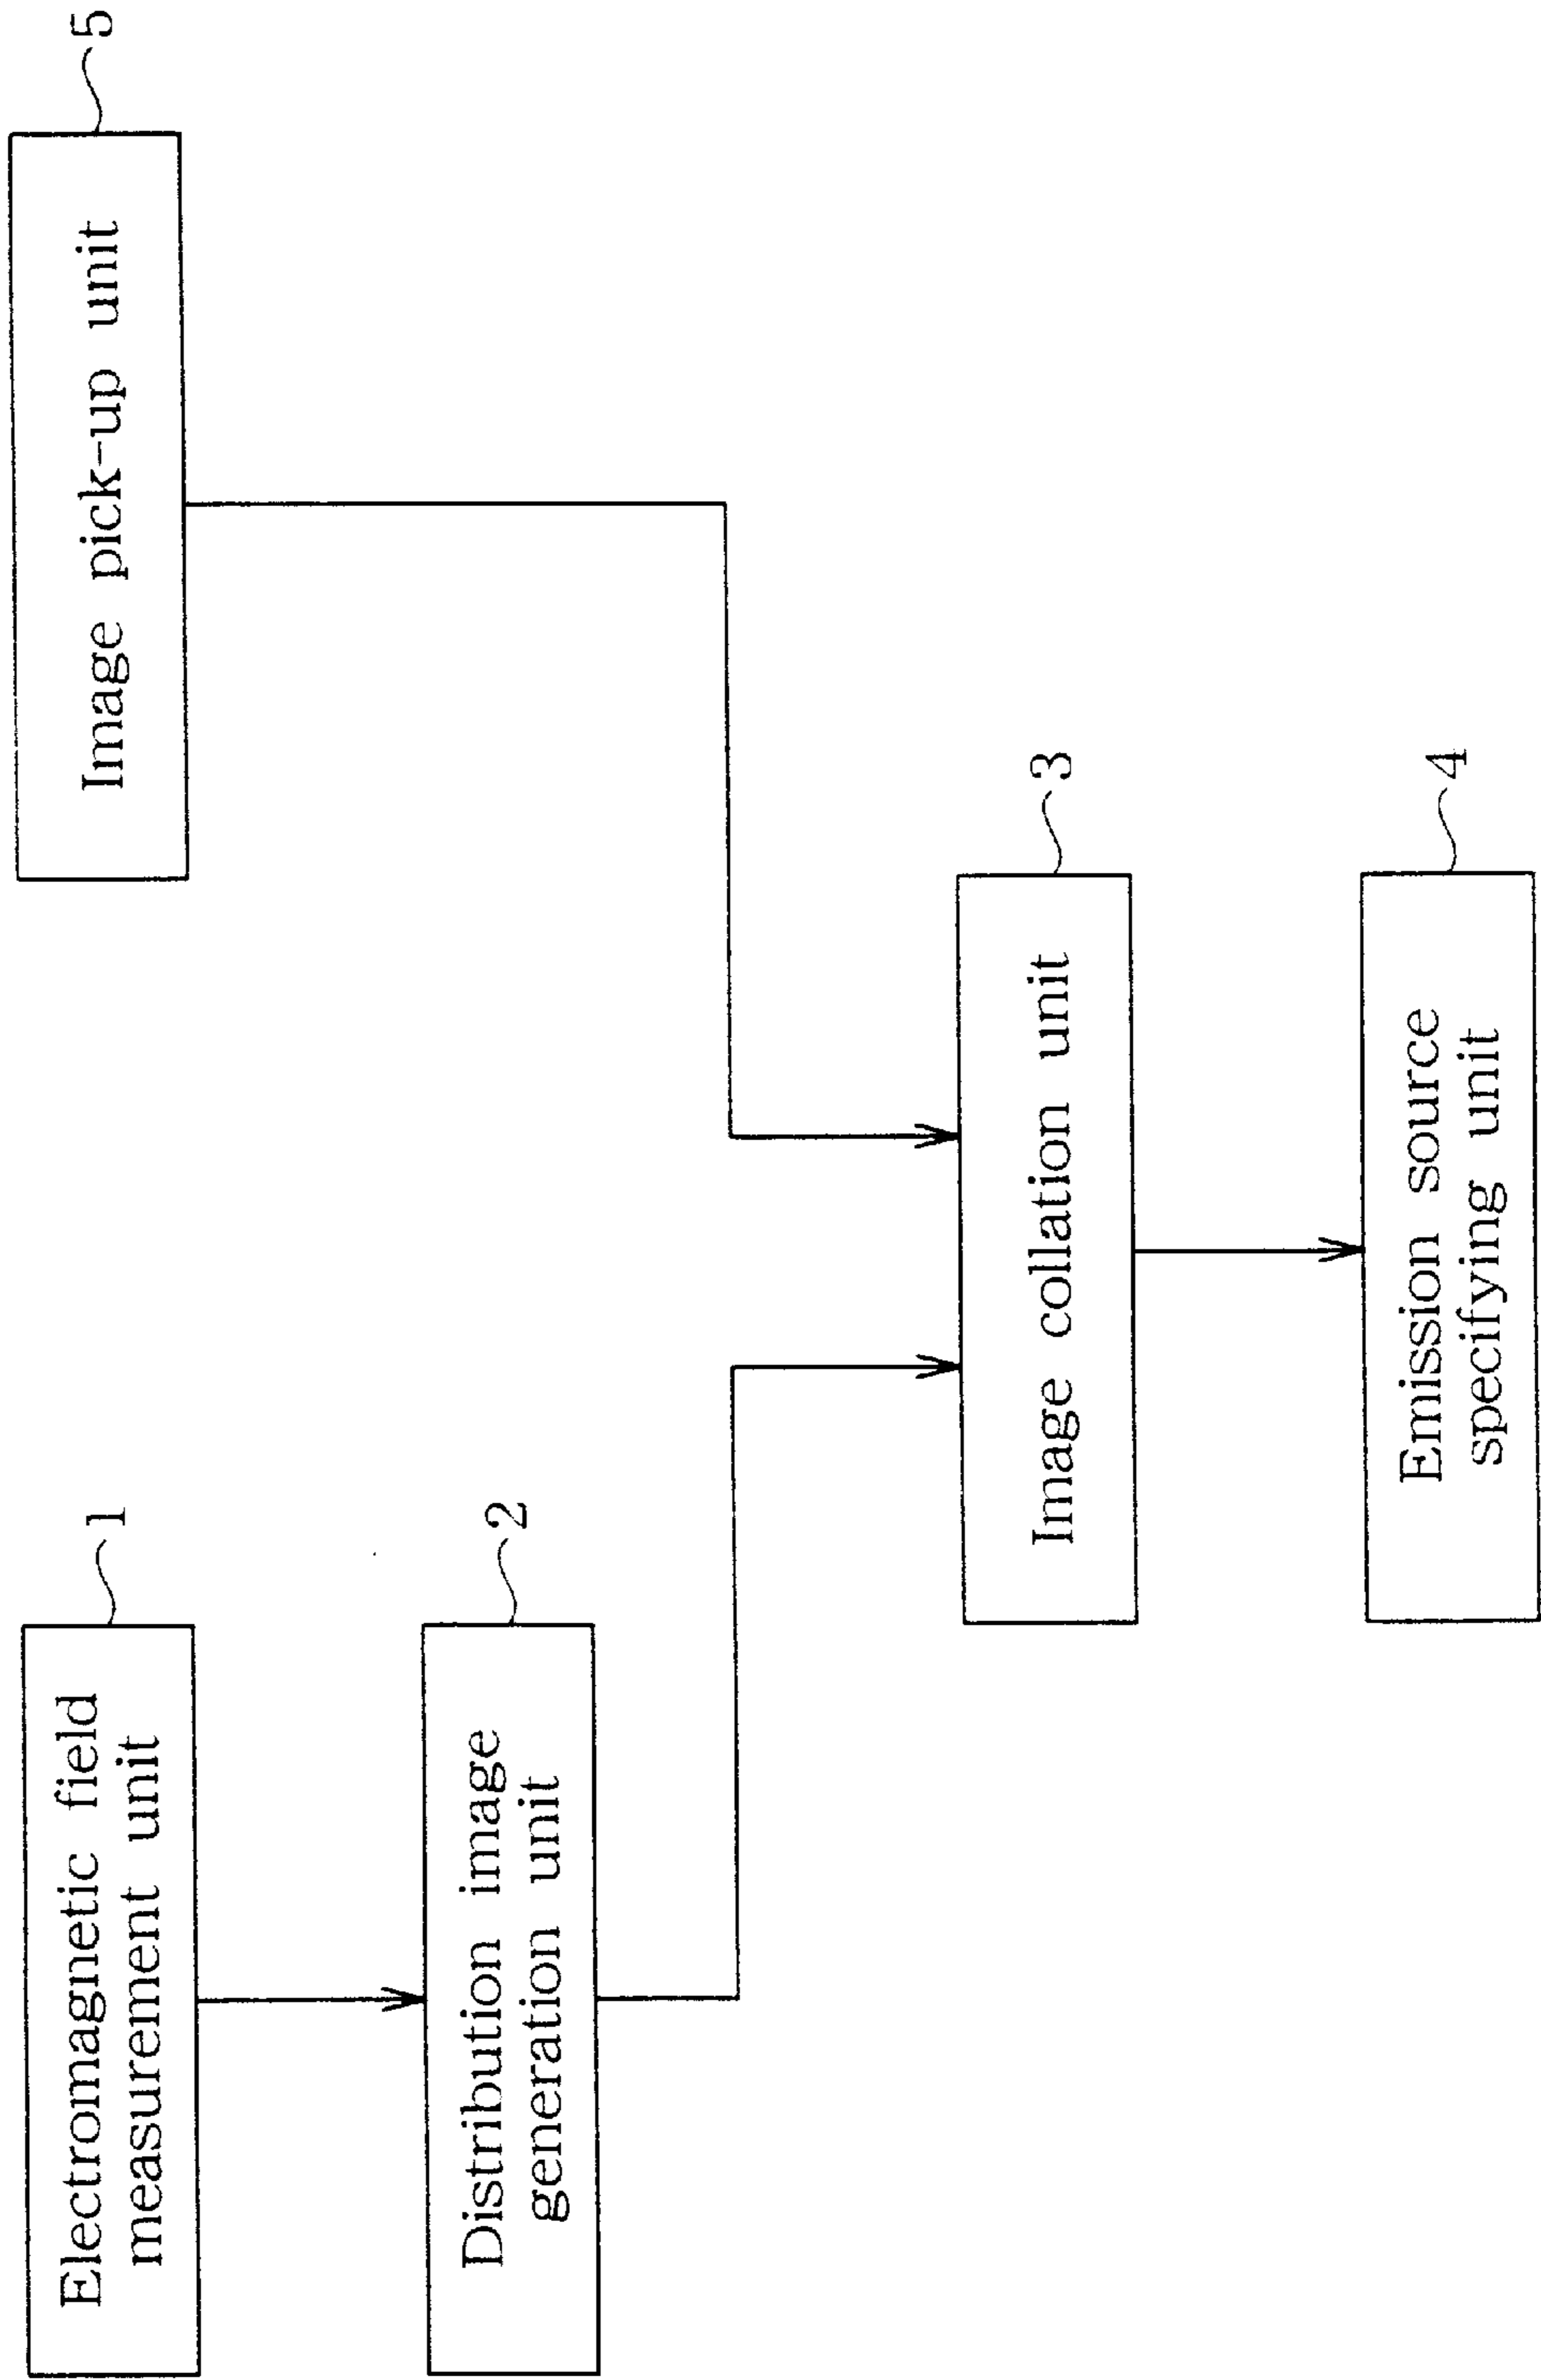 Electromagnetic field
measurement unit
1
Image pick-up unit
5
Distribution image
generation unit
2
Image collation unit
3
Emission source
specifying unit
4